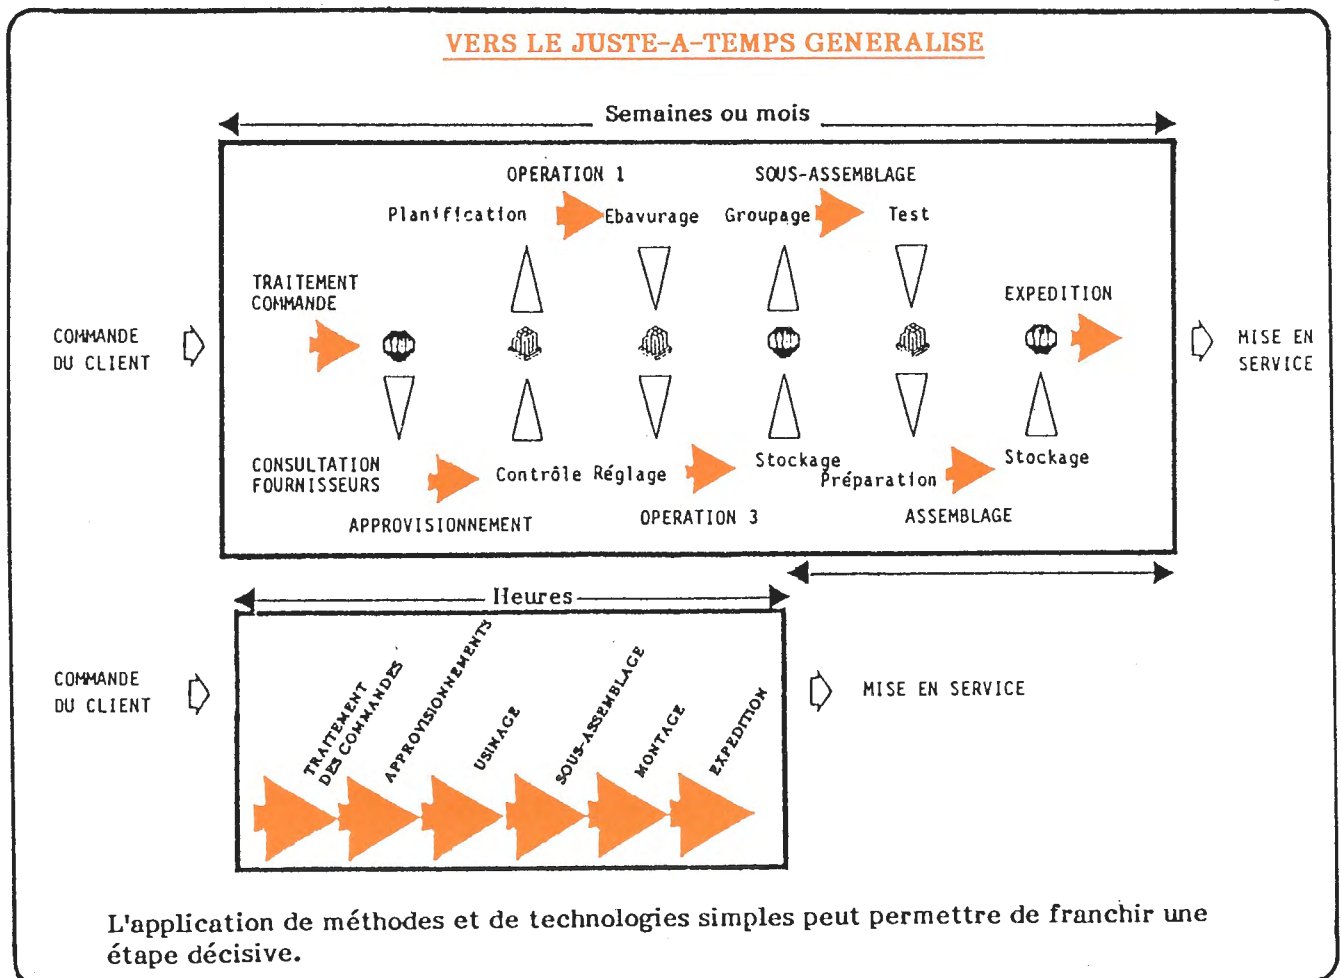 VERS LE JUSTE-A-TEMPS GENERALISE
Semaines ou mois
OPERATION 1
SOUS-ASSEMBLAGE
Planification
Ebavurage
Groupage
Test
TRAITEMENT
COMMANDE
EXPEDITION
COMMANDE
DU CLIENT
MISE EN
SERVICE
CONSULTATION
FOURNISSEURS
Contrôle
Réglage
Stockage
Préparation
Stockage
APPROVISIONNEMENT
OPERATION 3
ASSEMBLAGE
Heures
COMMANDE
DU CLIENT
TRAITEMENT
DES COMMANDES
APPROVISIONNEMENTS
USINAGE
SOUS-ASSEMBLAGE
MONTAGE
EXPEDITION
MISE EN SERVICE
L'application de méthodes et de technologies simples peut permettre de franchir une
étape décisive.